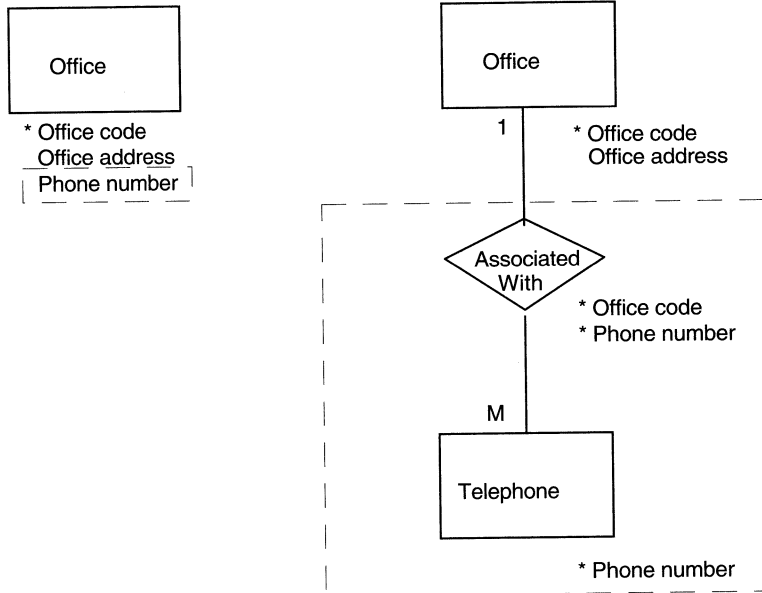 Office
* Office code
Office address
Phone number
Office
1
* Office code
Office address
Associated
With
* Office code
* Phone number
M
Telephone
* Phone number